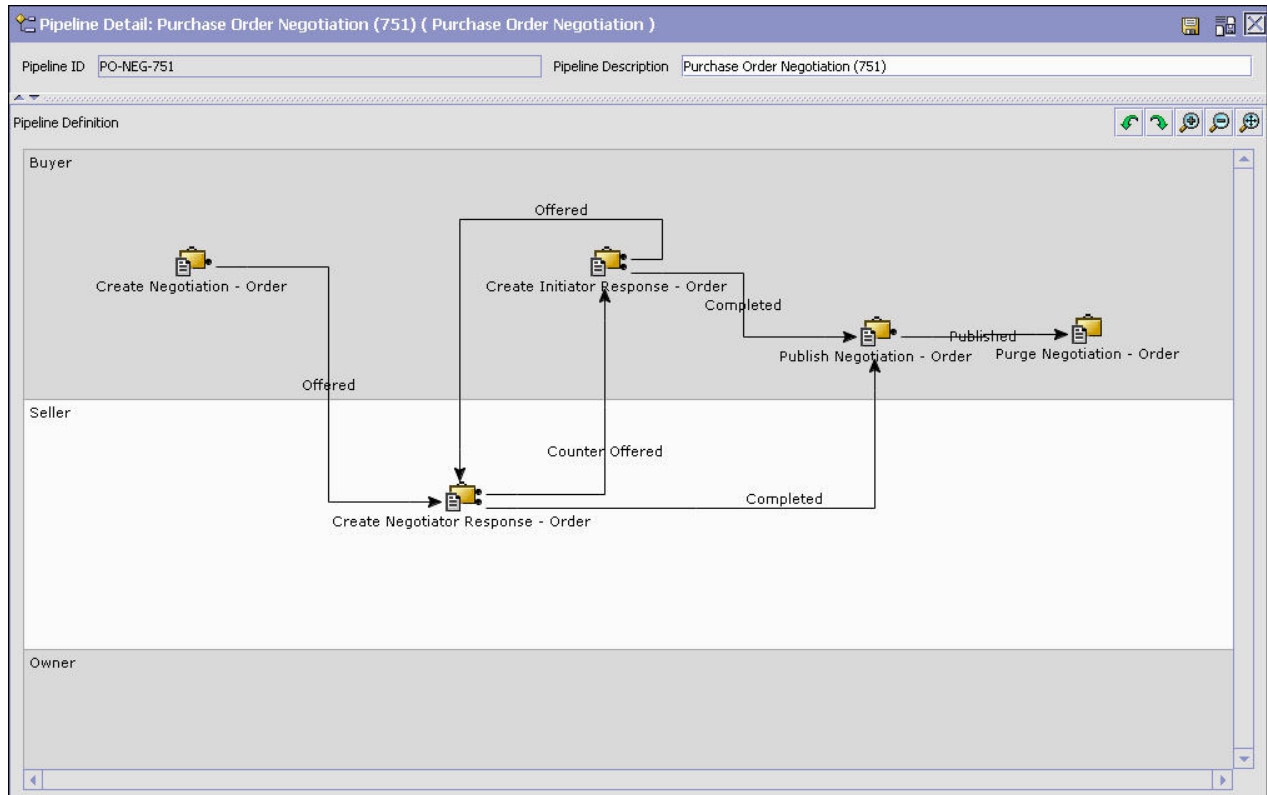 Pipeline Detail: Purchase Order Negotiation (751) ( Purchase Order Negotiation )
Pipeline ID PO-NEG-751 Pipeline Description Purchase Order Negotiation (751)
Pipeline Definition
Buyer
Offered
Create Negotiation - Order
Create Initiator Response - Order
Completed
Published
Publish Negotiation - Order
Purge Negotiation - Order
Offered
Seller
Counter Offered
Completed
Create Negotiator Response - Order
Owner